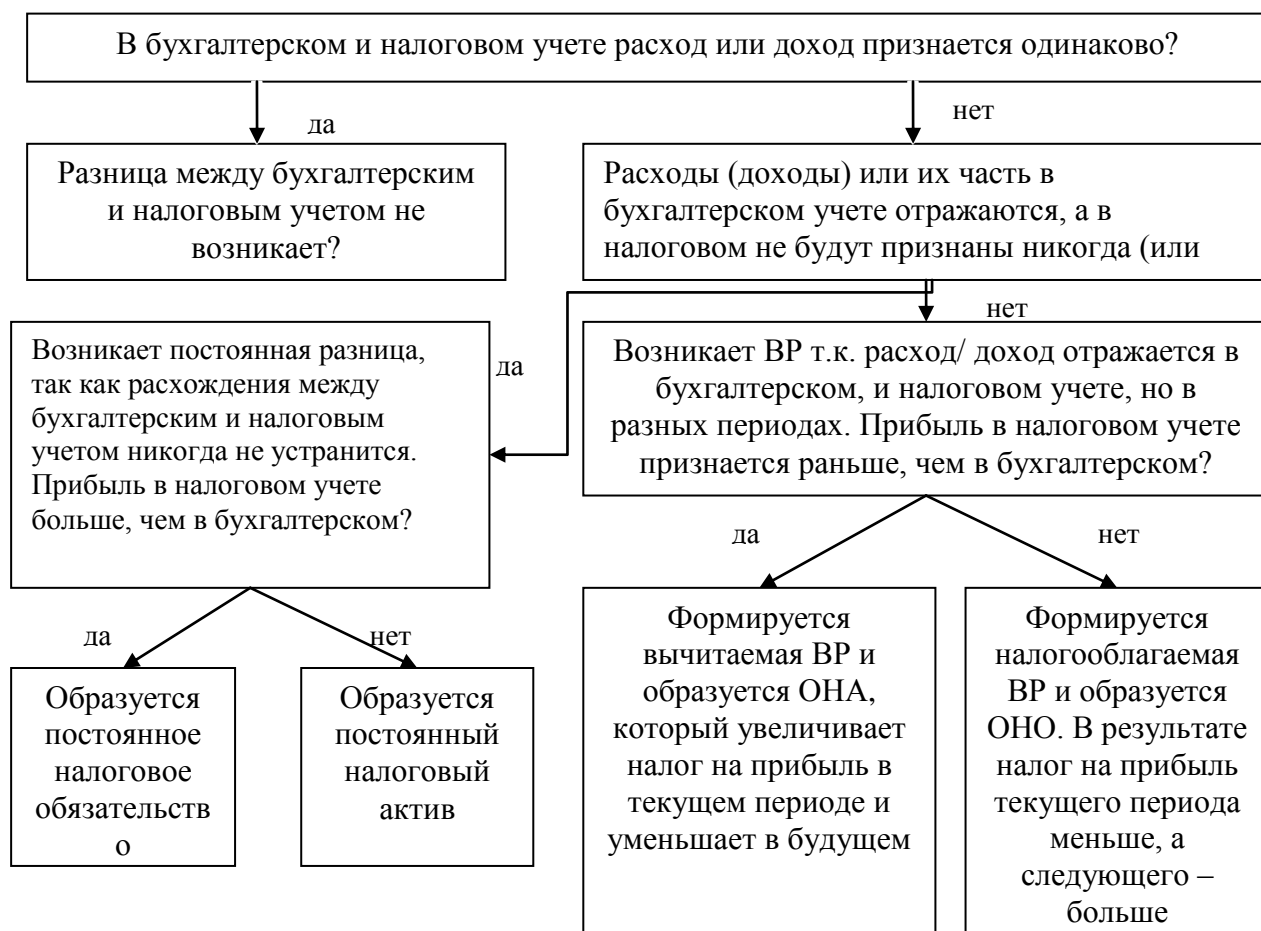 В бухгалтерском и налоговом учете расход или доход признается одинаково?
да
нет
Разница между бухгалтерским
и налоговым учетом не
возникает?
Расходы (доходы) или их часть в
бухгалтерском учете отражаются, а в
налоговом не будут признаны никогда (или
нет
да
Возникает постоянная разница,
так как расхождения между
бухгалтерским и налоговым
учетом никогда не устранится.
Прибыль в налоговом учете
больше, чем в бухгалтерском?
Возникает ВР т.к. расход/ доход отражается в
бухгалтерском, и налоговом учете, но в
разных периодах. Прибыль в налоговом учете
признается раньше, чем в бухгалтерском?
да
нет
да
нет
Образуется
постоянное
налоговое
обязательств
о
Образуется
постоянный
налоговый
актив
Формируется
вычитаемая ВР и
образуется ОНА,
который увеличивает
налог на прибыль в
текущем периоде и
уменьшает в будущем
Формируется
налогооблагаемая
ВР и образуется
ОНО. В результате
налог на прибыль
текущего периода
меньше, а
следующего –
больше